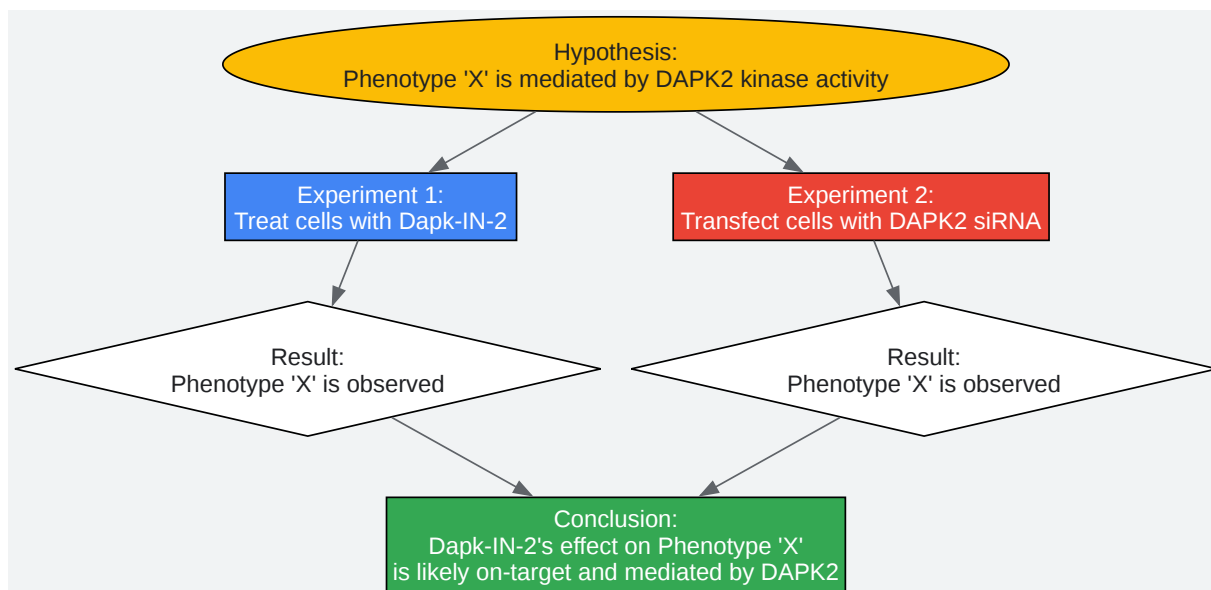 Hypothesis:
Phenotype 'X' is mediated by DAPK2 kinase activity
Experiment 1:
Treat cells with Dapk-IN-2
Experiment 2:
Transfect cells with DAPK2 siRNA
Result:
Phenotype 'X' is observed
Result:
Phenotype 'X' is observed
Conclusion:
Dapk-IN-2's effect on Phenotype 'X'
is likely on-target and mediated by DAPK2